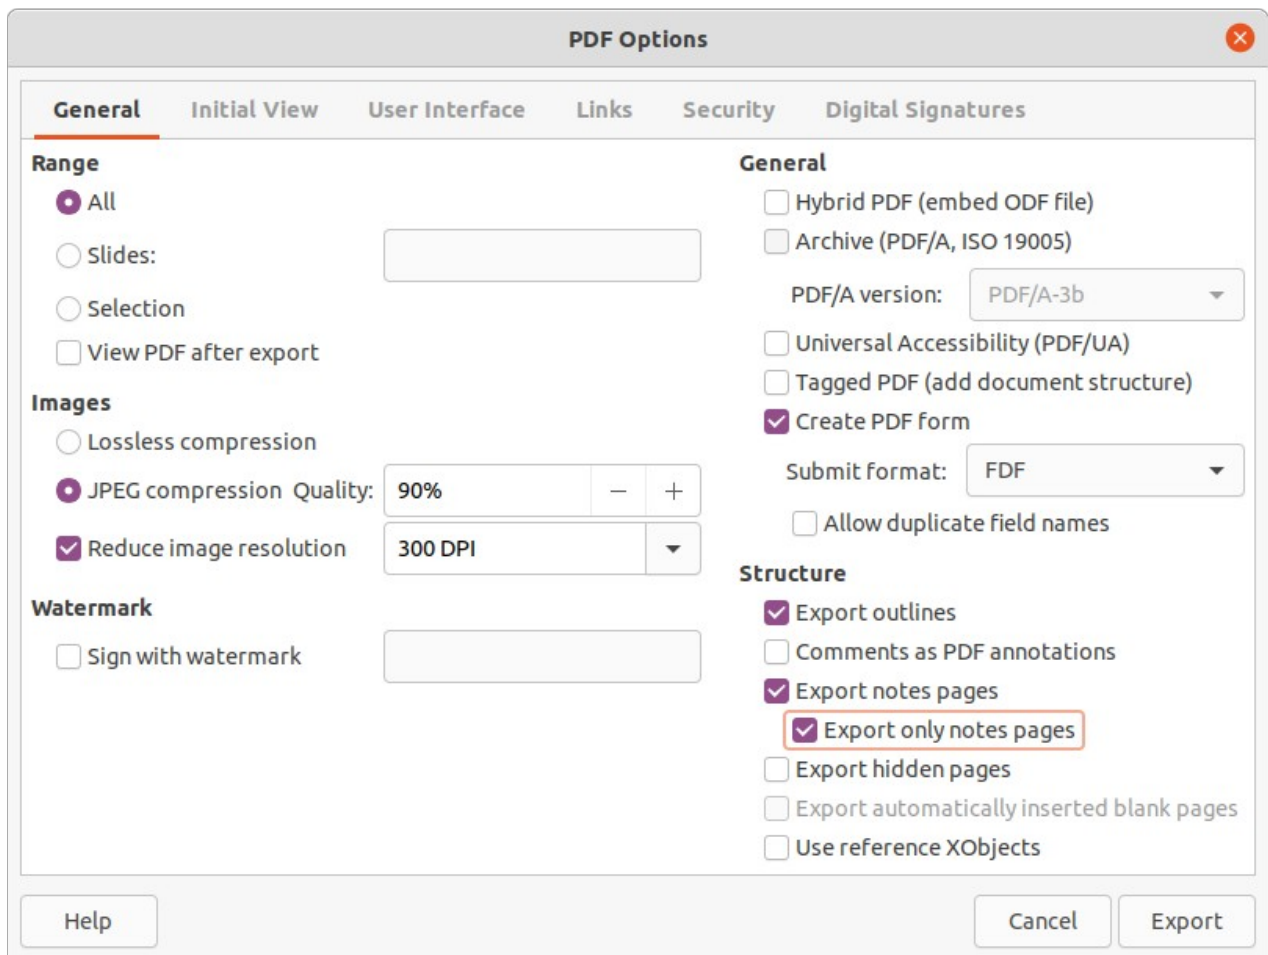 PDF Options
General Initial View User Interface Links Security Digital Signatures
Range
All
Slides:
Selection
View PDF after export
Images
Lossless compression
JPEG compression Quality: 90%
Reduce image resolution 300 DPI
Watermark
Sign with watermark
General
Hybrid PDF (embed ODF file)
Archive (PDF/A, ISO 19005)
PDF/A version: PDF/A-3b
Universal Accessibility (PDF/UA)
Tagged PDF (add document structure)
Create PDF form
Submit format: FDF
Allow duplicate field names
Structure
Export outlines
Comments as PDF annotations
Export notes pages
Export only notes pages
Export hidden pages
Export automatically inserted blank pages
Use reference XObjects
Help Cancel Export